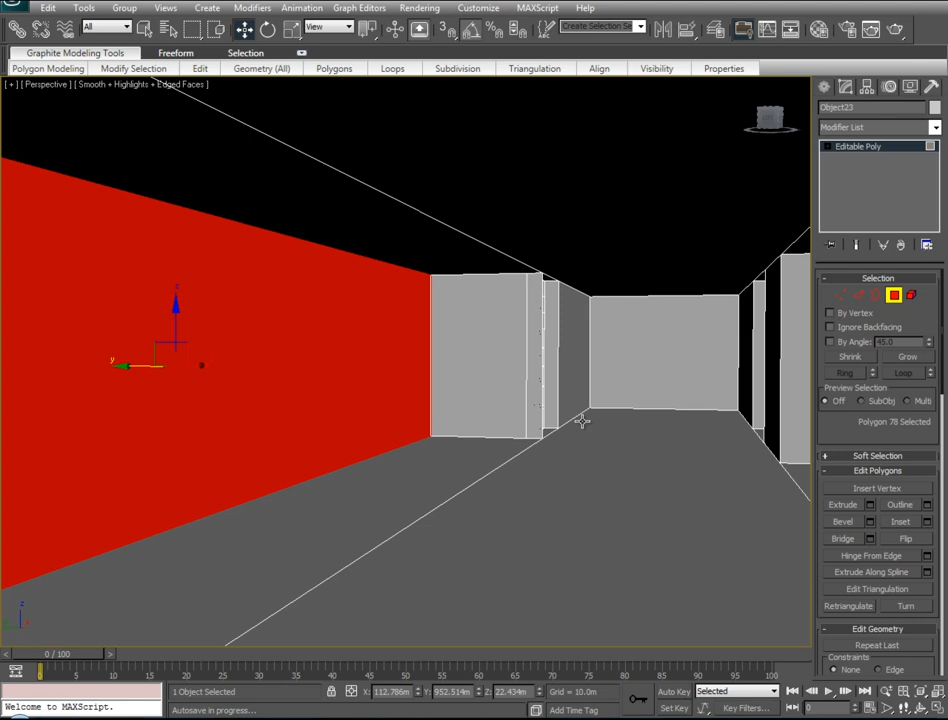 Edit Tools Group Views Create Modifiers Animation Graph Editors Rendering Customize MAXScript Help
All View Create Selection Se
Graphite Modeling Tools Freeform Selection
Polygon Modeling Modify Selection Edit Geometry (All) Polygons Loops Subdivision Triangulation Align Visibility Properties
[ + ] [ Perspective ] [ Smooth + Highlights + Edged Faces ]
Object23
Modifier List
Editable Poly
Selection
By Vertex
Ignore Backfacing
By Angle: 45.0
Shrink Grow
Ring Loop
Preview Selection
Off SubObj Multi
Polygon 78 Selected
Soft Selection
Edit Polygons
Insert Vertex
Extrude Outline
Bevel Inset
Bridge Flip
Hinge From Edge
Extrude Along Spline
Edit Triangulation
Retriangulate Turn
Edit Geometry
Repeat Last
Constraints
None Edge
z
y
z
< 0 / 100 >
0 5 10 15 20 25 30 35 40 45 50 55 60 65 70 75 80 85 90 95 100
1 Object Selected X: 112.786m Y: 952.514m Z: 22.434m Grid = 10.0m Auto Key Selected
Welcome to MAXScript. Autosave in progress... Add Time Tag Set Key Key Filters... 0